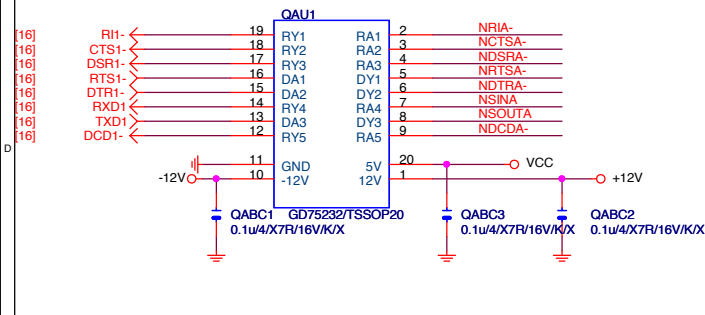 QAU1
[16] RI1- 19 RY1 RA1 2 NRIA-
[16] CTS1- 18 RY2 RA2 3 NCTSA-
[16] DSR1- 17 RY3 RA3 4 NDSRA-
[16] RTS1- 16 DA1 DY1 5 NRTSA-
[16] DTR1- 15 DA2 DY2 6 NDTRA-
[16] RXD1 14 RY4 RA4 7 NSINA
[16] TXD1 13 DA3 DY3 8 NSOUTA
[16] DCD1- 12 RY5 RA5 9 NDCDA-
D
11 GND 5V 20 VCC
-12V 10 -12V 12V 1 +12V
QABC1 GD75232/TSSOP20 QABC3 QABC2
0.1u/4/X7R/16V/K/X 0.1u/4/X7R/16V/K/X 0.1u/4/X7R/16V/K/X